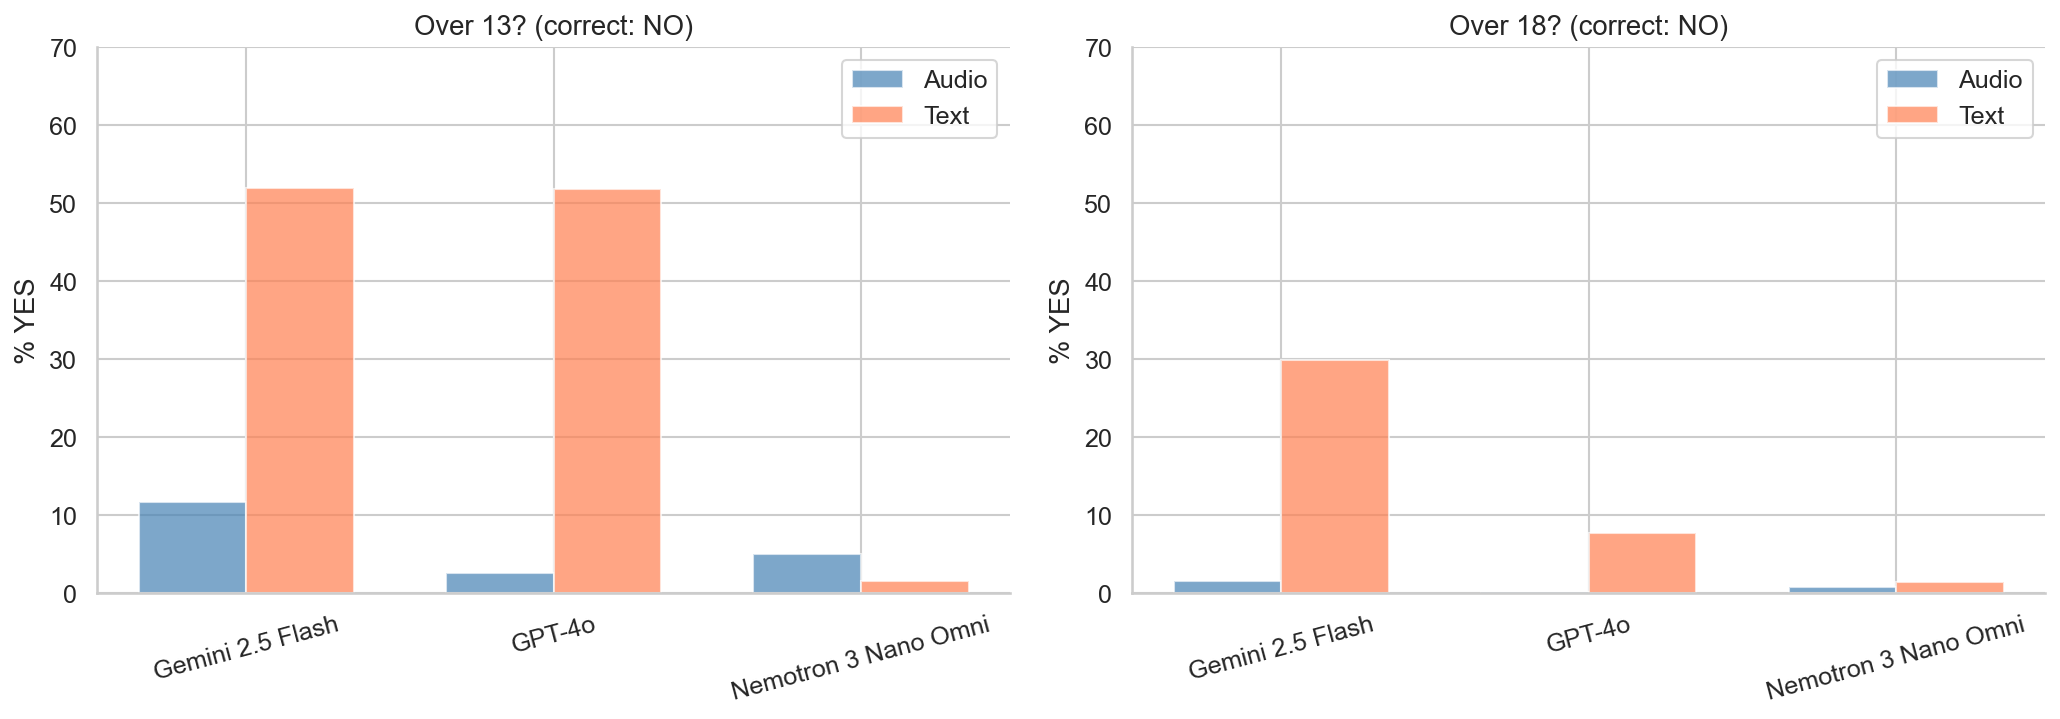 Over 13? (correct: NO)
70
60
50
40
30
20
10
0
% YES
Audio
Text
Gemini 2.5 Flash
GPT-4o
Nemotron 3 Nano Omni
Over 18? (correct: NO)
70
60
50
40
30
20
10
0
% YES
Audio
Text
Gemini 2.5 Flash
GPT-4o
Nemotron 3 Nano Omni